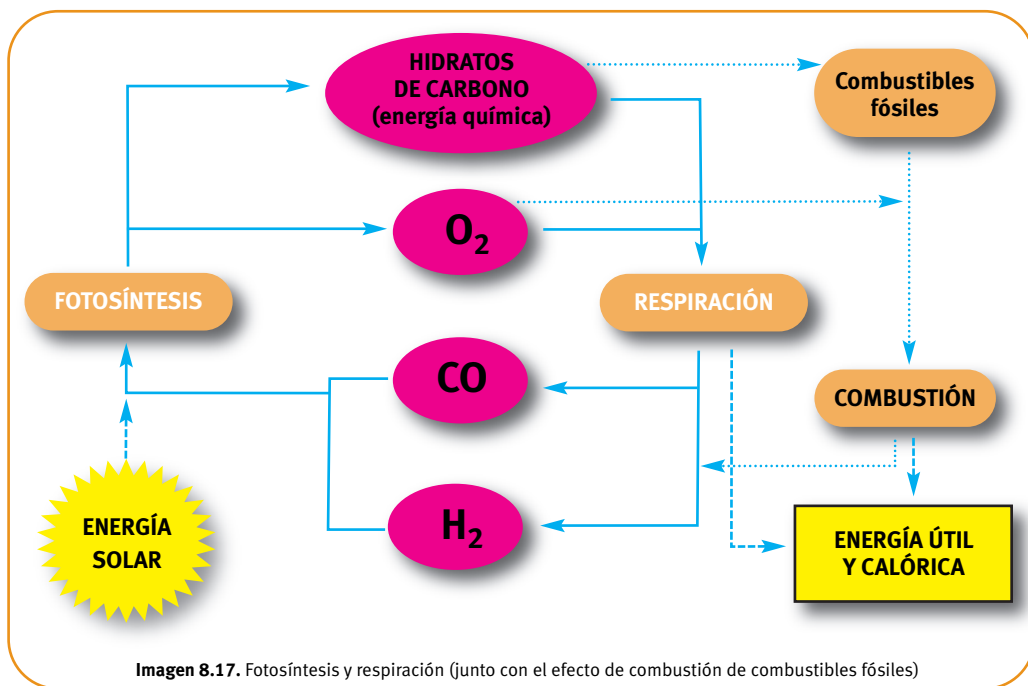 HIDRATOS
DE CARBONO
(energía química)
Combustibles
fósiles
O₂
FOTOSÍNTESIS
RESPIRACIÓN
CO
COMBUSTIÓN
H₂
ENERGÍA
SOLAR
ENERGÍA ÚTIL
Y CALÓRICA
Imagen 8.17. Fotosíntesis y respiración (junto con el efecto de combustión de combustibles fósiles)